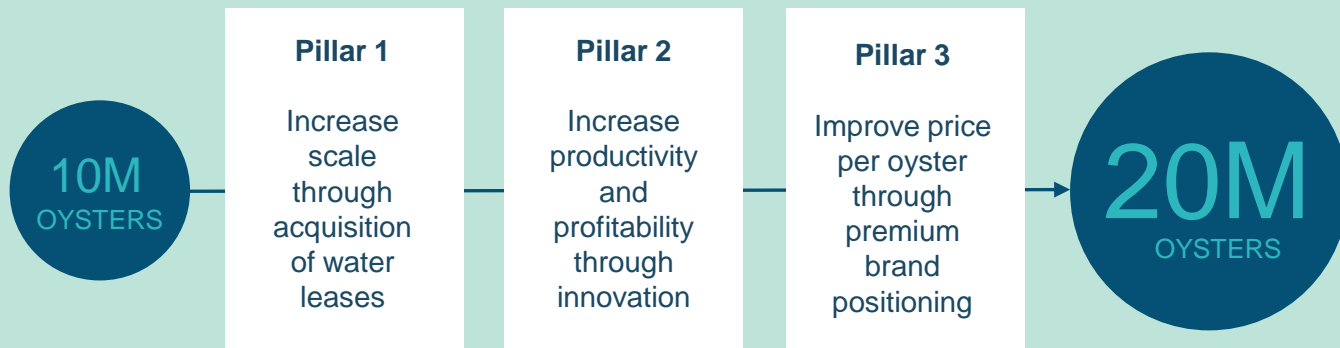 10M
OYSTERS
Pillar 1
Increase
scale
through
acquisition
of water
leases
Pillar 2
Increase
productivity
and
profitability
through
innovation
Pillar 3
Improve price
per oyster
through
premium
brand
positioning
20M
OYSTERS